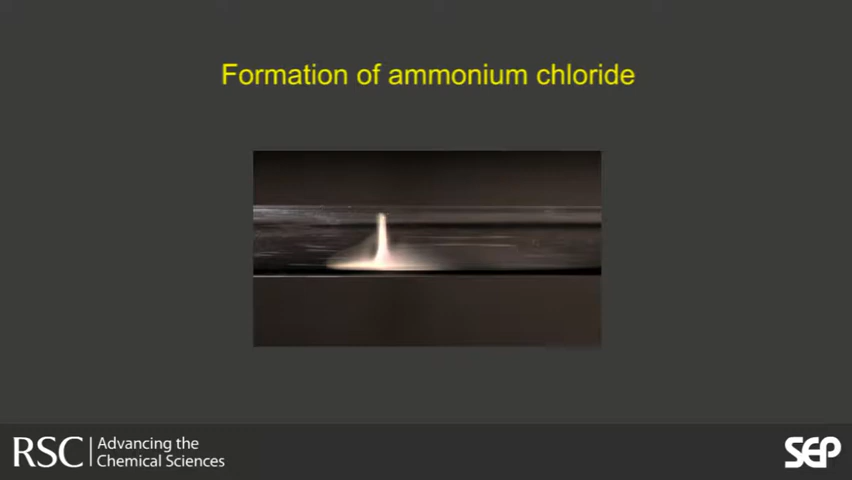 Formation of ammonium chloride
RSC
Advancing the
Chemical Sciences
SEP